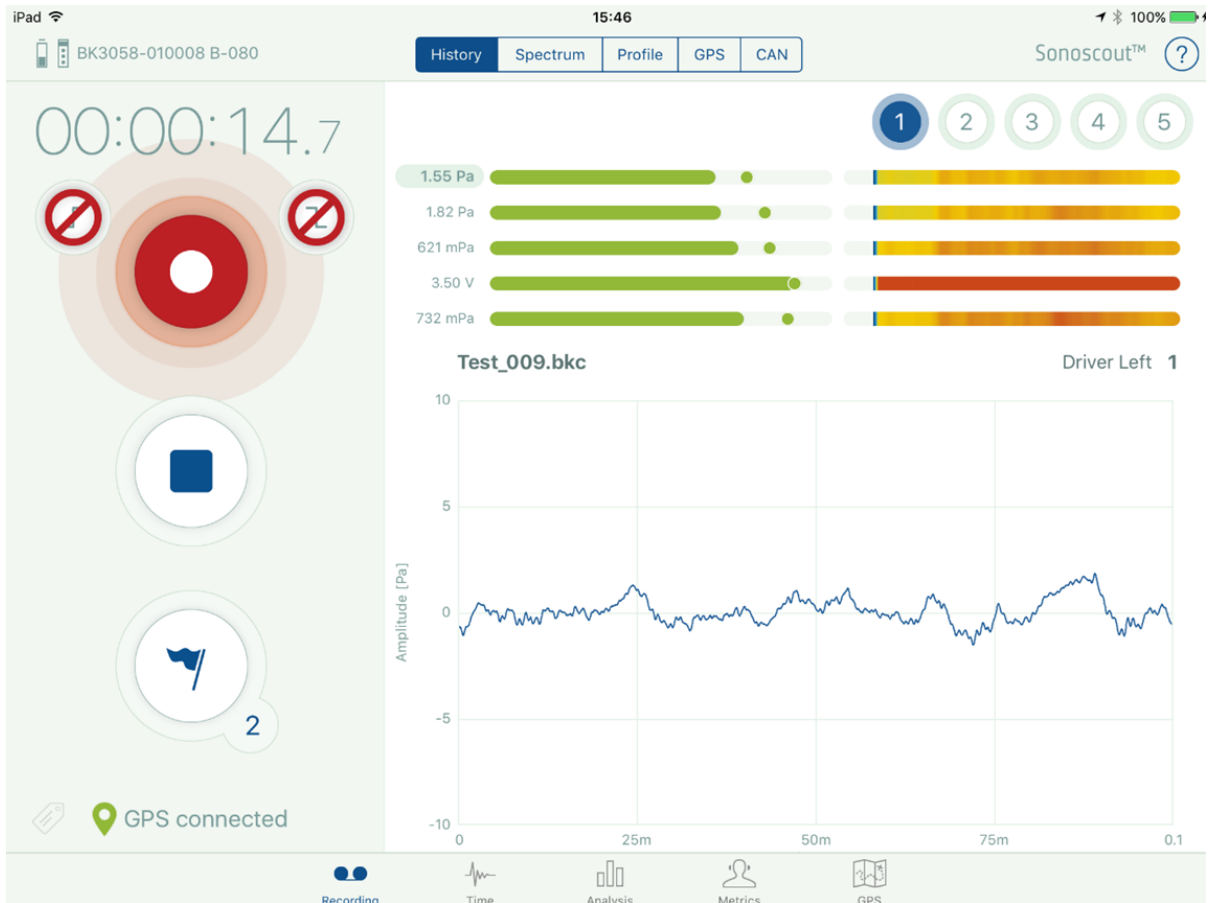 iPad 15:46 100%
BK3058-010008 B-080 History Spectrum Profile GPS CAN Sonoscout™ ?
00:00:14.7
1 2 3 4 5
1.55 Pa
1.82 Pa
621 mPa
3.50 V
732 mPa
Test_009.bkc Driver Left 1
10
5
0
-5
-10
Amplitude [Pa]
0 25m 50m 75m 0.1
2
GPS connected
Recording Time Analysis Metrics GPS